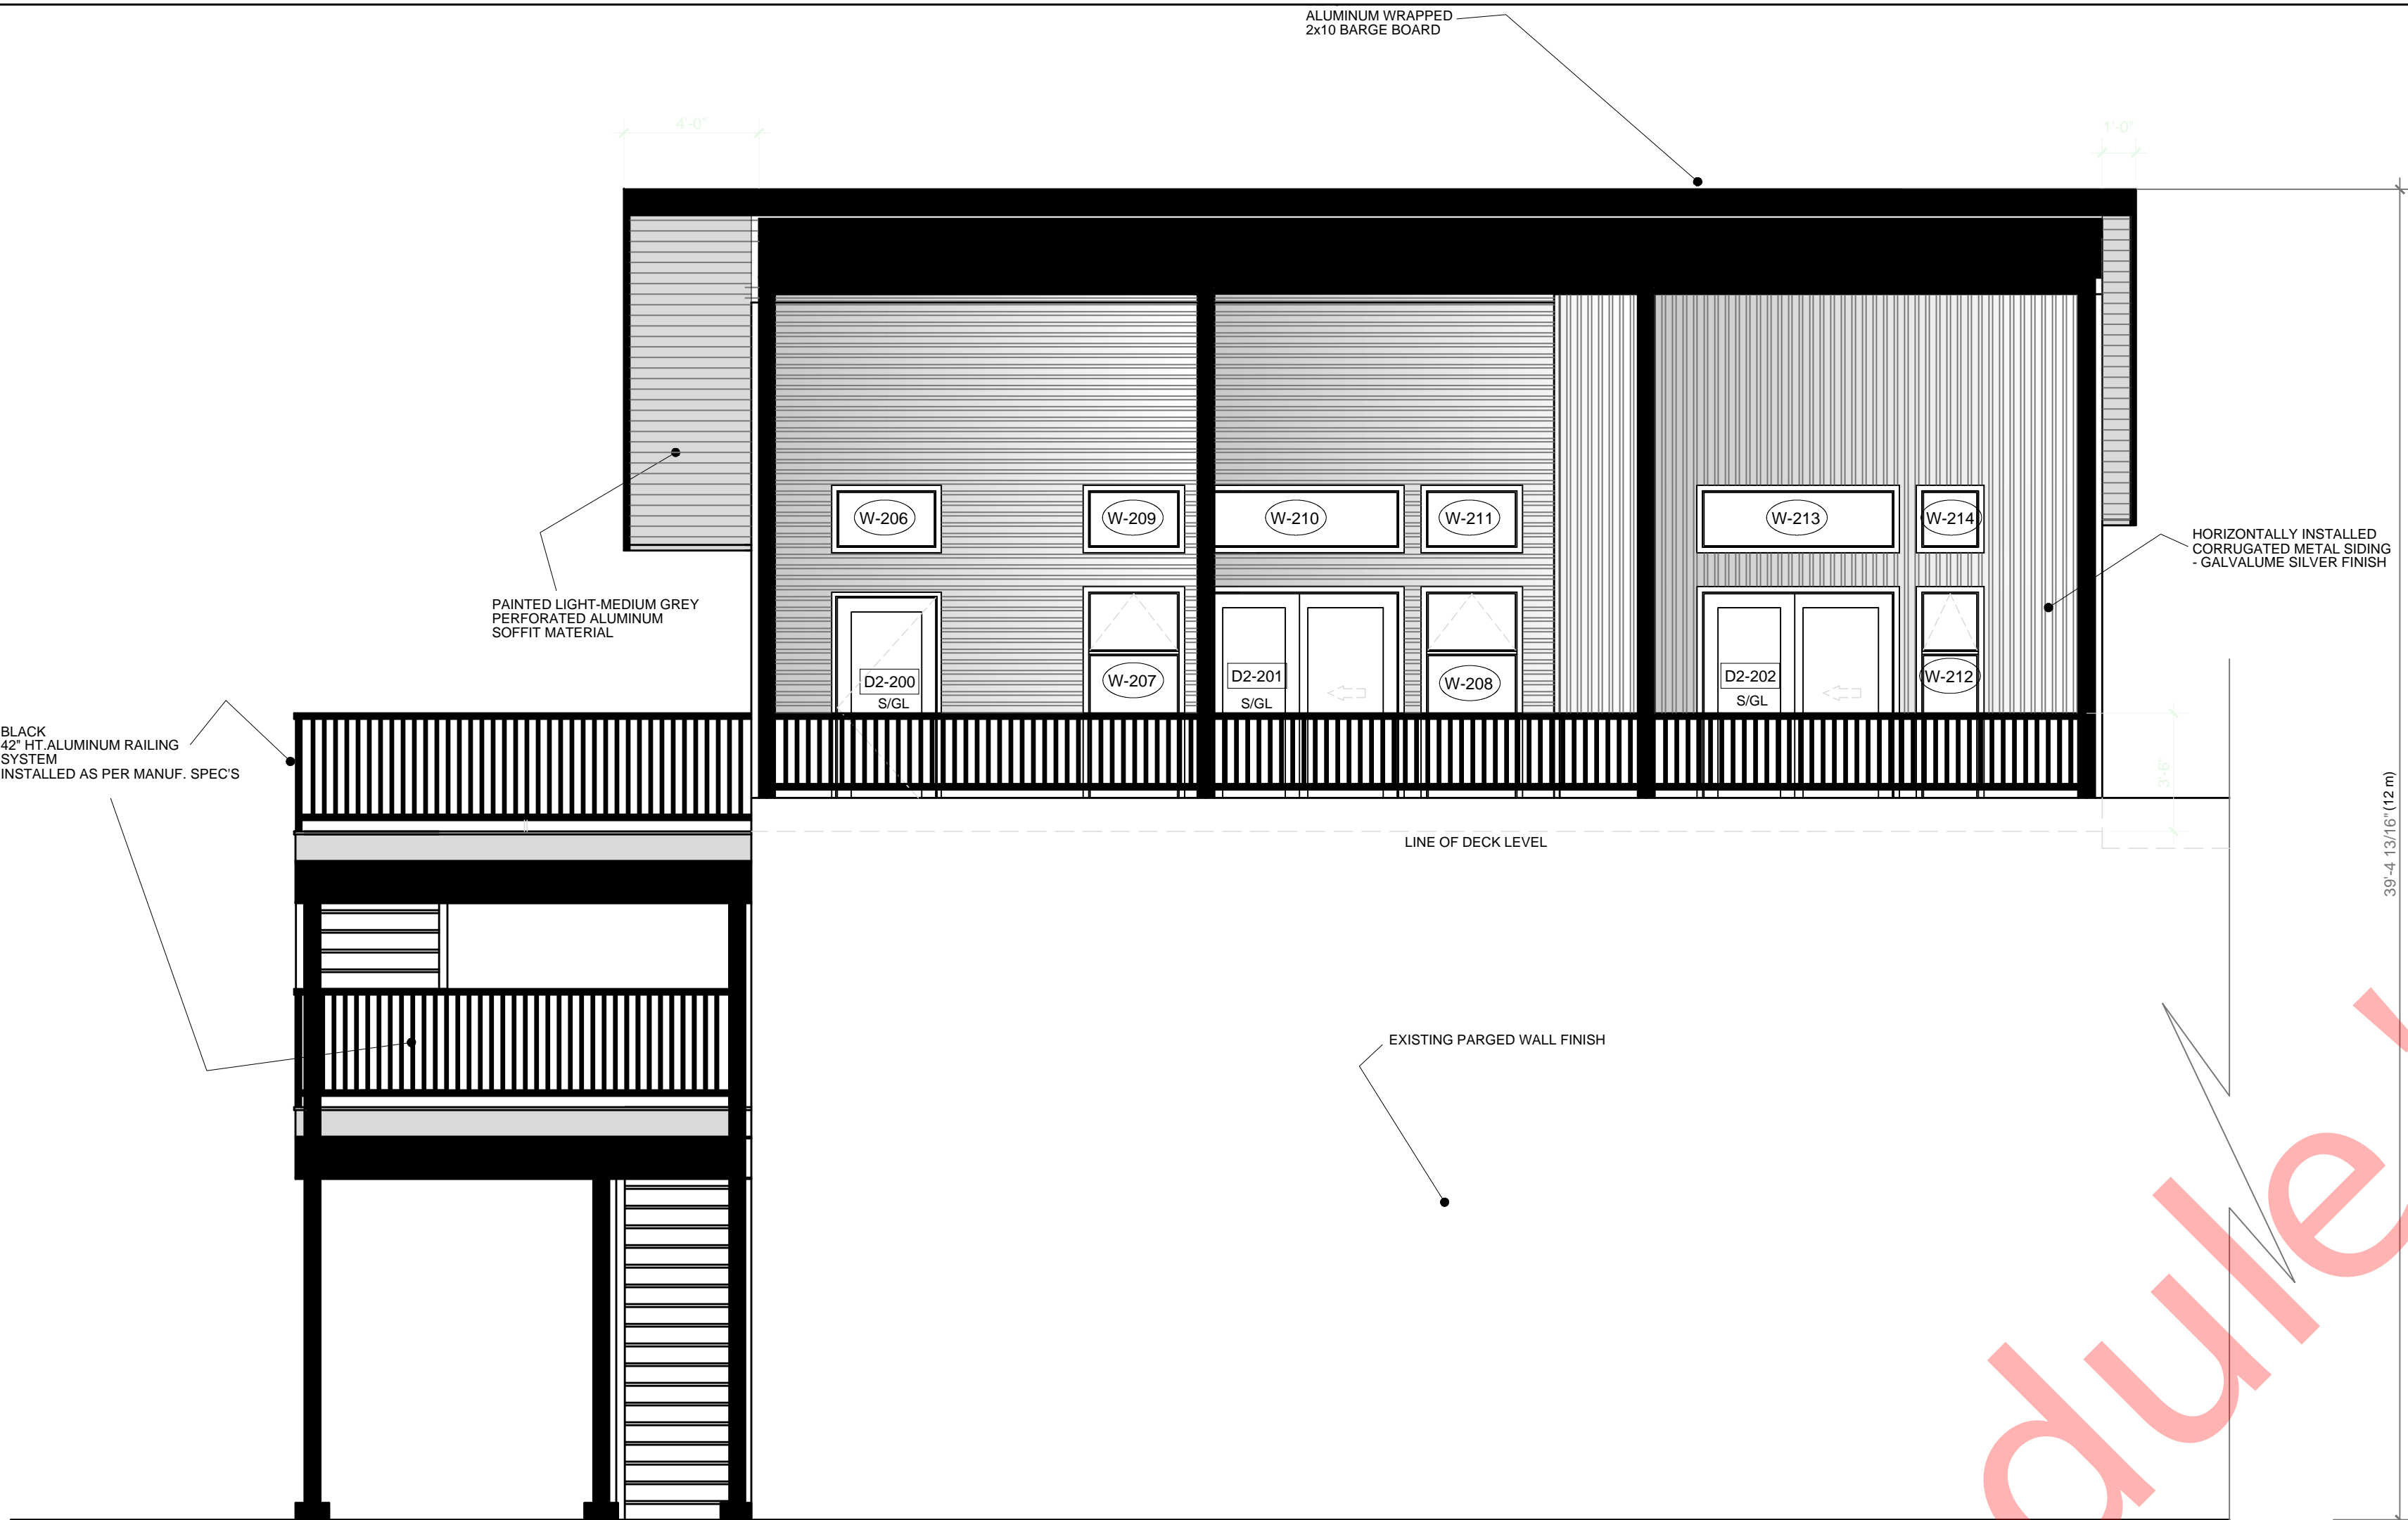 ALUMINUM WRAPPED
2x10 BARGE BOARD
4'-0"
1'-0"
W-206
W-209
W-210
W-211
W-213
W-214
HORIZONTALLY INSTALLED
CORRUGATED METAL SIDING
- GALVALUME SILVER FINISH
PAINTED LIGHT-MEDIUM GREY
PERFORATED ALUMINUM
SOFFIT MATERIAL
D2-200
S/GL
W-207
D2-201
S/GL
W-208
D2-202
S/GL
W-212
BLACK
42" HT.ALUMINUM RAILING
SYSTEM
INSTALLED AS PER MANUF. SPEC'S
3'-6"
39'-4 13/16"(12 m)
LINE OF DECK LEVEL
EXISTING PARGED WALL FINISH
dule